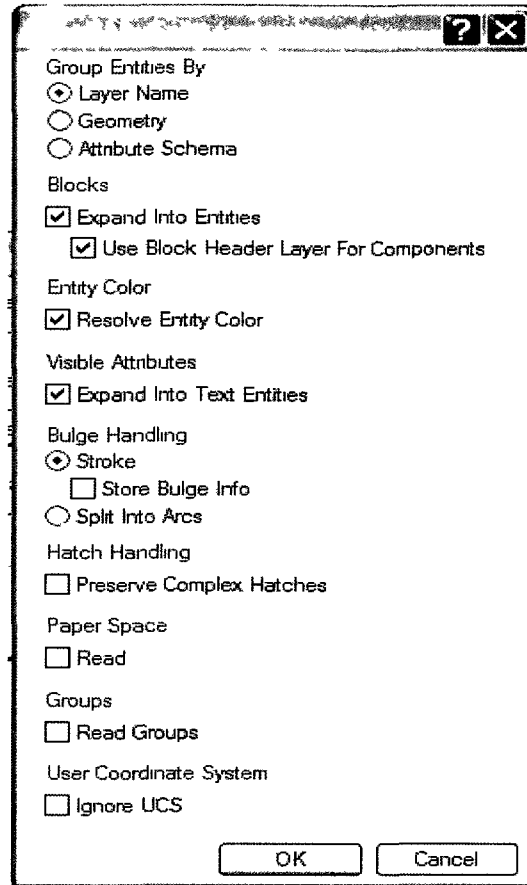 ?
Group Entities By
Layer Name
Geometry
Attribute Schema
Blocks
Expand Into Entities
Use Block Header Layer For Components
Entity Color
Resolve Entity Color
Visible Attributes
Expand Into Text Entities
Bulge Handling
Stroke
Store Bulge Info
Split Into Arcs
Hatch Handling
Preserve Complex Hatches
Paper Space
Read
Groups
Read Groups
User Coordinate System
Ignore UCS
OK Cancel